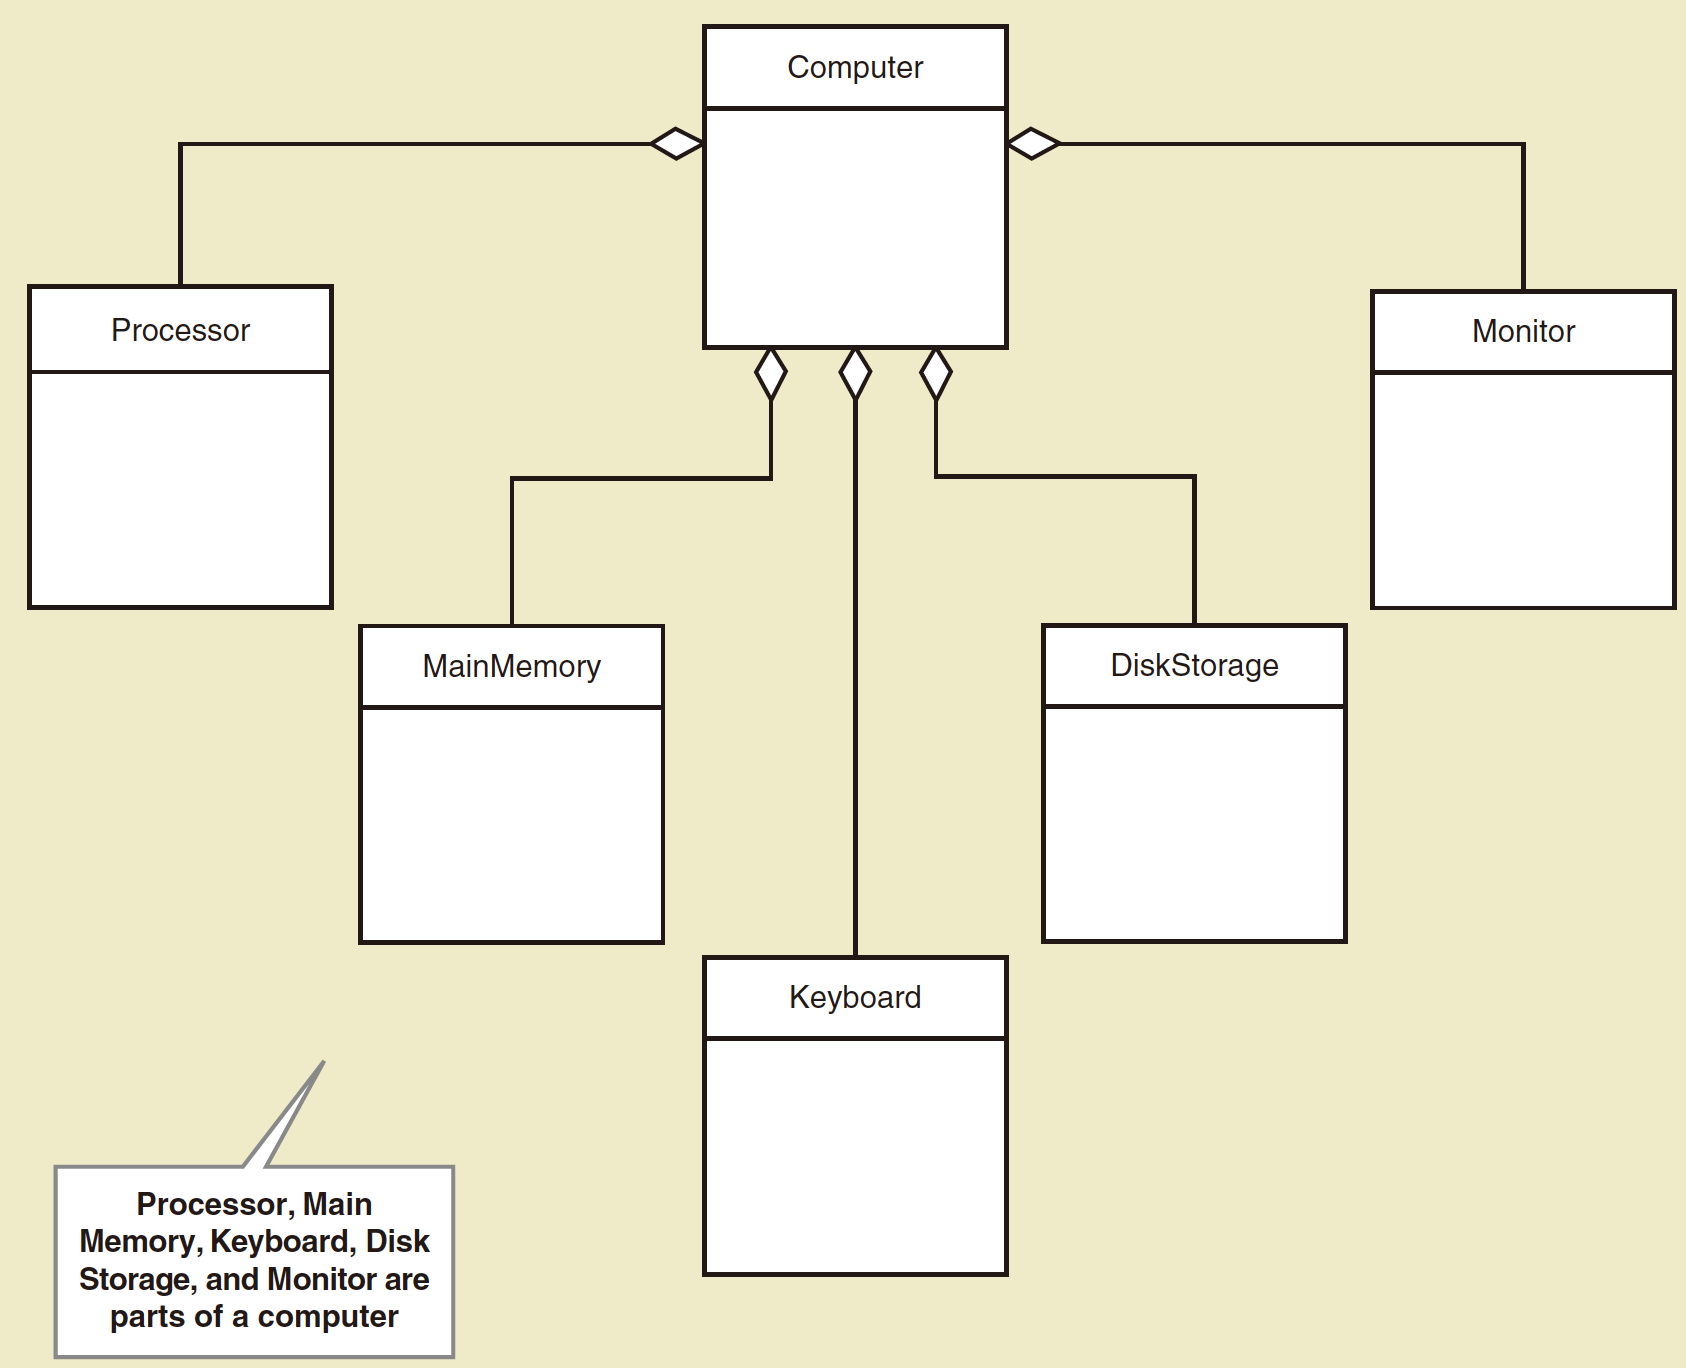 Computer
Processor
Monitor
MainMemory
DiskStorage
Keyboard
Processor, Main
Memory, Keyboard, Disk
Storage, and Monitor are
parts of a computer